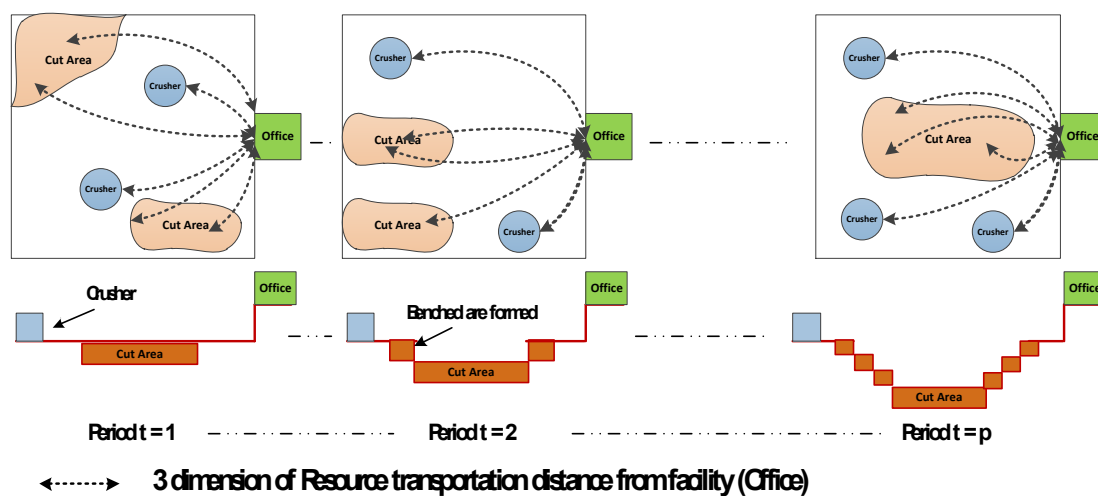 Cut Area
Crusher
Office
Crusher
Cut Area
Crusher
Office
Cut Area
Cut Area
Crusher
Crusher
Office
Cut Area
Crusher
Crusher
Crusher
Office
Cut Area
Office
Benched are formed
Cut Area
Office
Cut Area
Period t = 1
Period t = 2
Period t = p
3 dimension of Resource transportation distance from facility (Office)